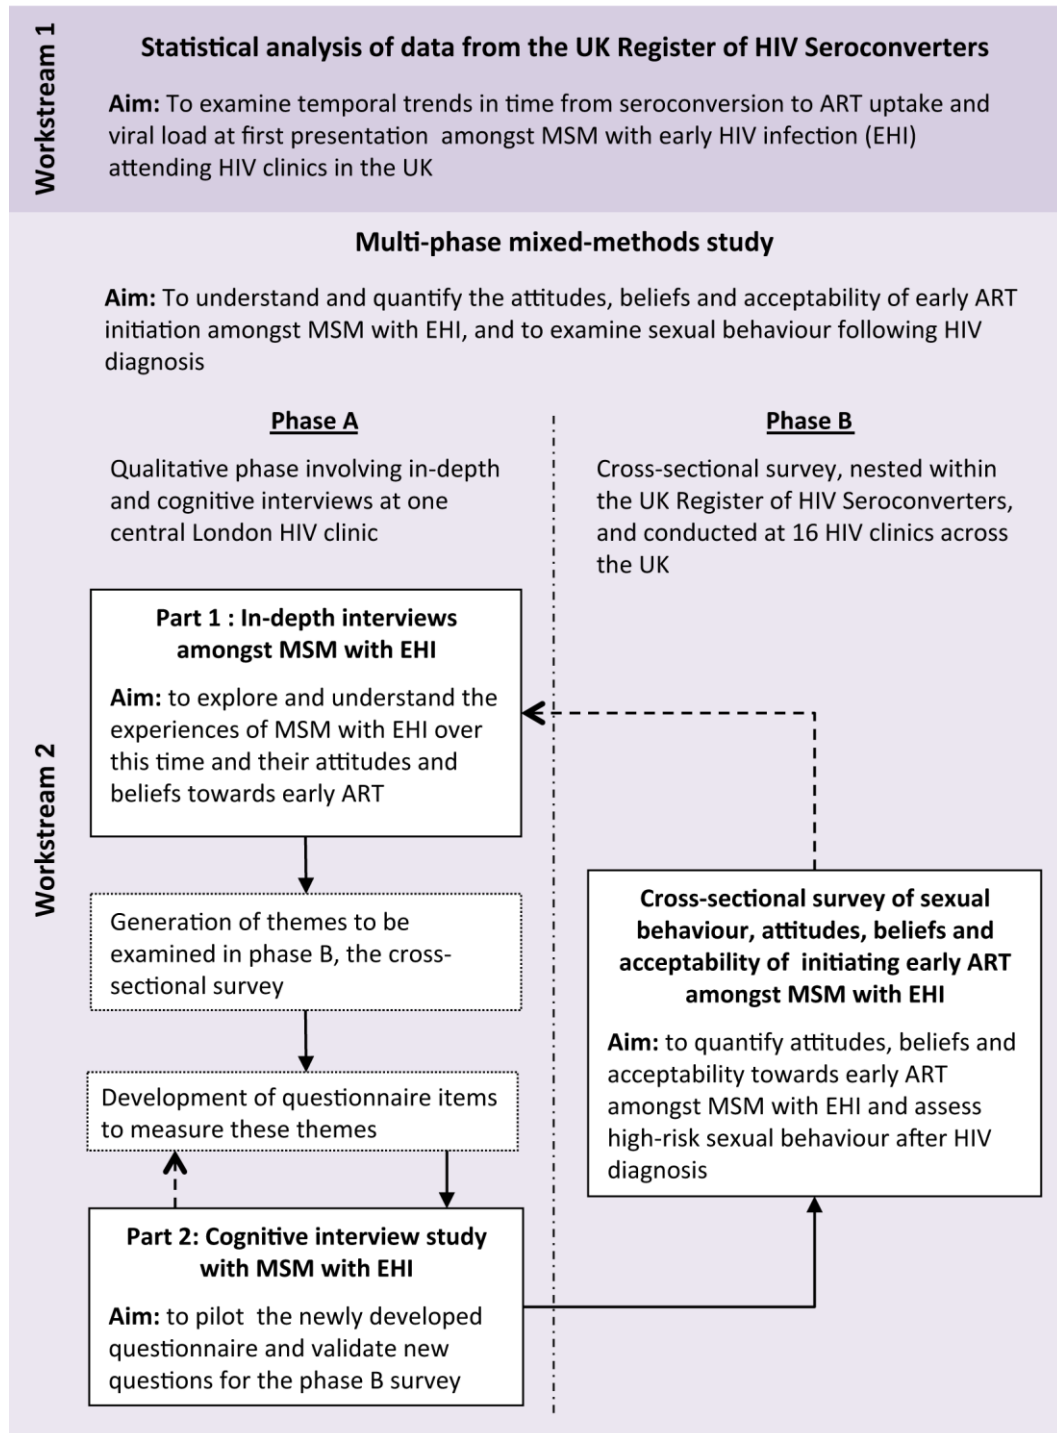 Workstream 1
Statistical analysis of data from the UK Register of HIV Seroconverters
Aim: To examine temporal trends in time from seroconversion to ART uptake and
viral load at first presentation amongst MSM with early HIV infection (EHI)
attending HIV clinics in the UK
Workstream 2
Multi-phase mixed-methods study
Aim: To understand and quantify the attitudes, beliefs and acceptability of early ART
initiation amongst MSM with EHI, and to examine sexual behaviour following HIV
diagnosis
Phase A
Qualitative phase involving in-depth
and cognitive interviews at one
central London HIV clinic
Part 1 : In-depth interviews
amongst MSM with EHI
Aim: to explore and understand the
experiences of MSM with EHI over
this time and their attitudes and
beliefs towards early ART
Generation of themes to be
examined in phase B, the cross-
sectional survey
Development of questionnaire items
to measure these themes
Part 2: Cognitive interview study
with MSM with EHI
Aim: to pilot the newly developed
questionnaire and validate new
questions for the phase B survey
Phase B
Cross-sectional survey, nested within
the UK Register of HIV Seroconverters,
and conducted at 16 HIV clinics across
the UK
Cross-sectional survey of sexual
behaviour, attitudes, beliefs and
acceptability of initiating early ART
amongst MSM with EHI
Aim: to quantify attitudes, beliefs and
acceptability towards early ART
amongst MSM with EHI and assess
high-risk sexual behaviour after HIV
diagnosis